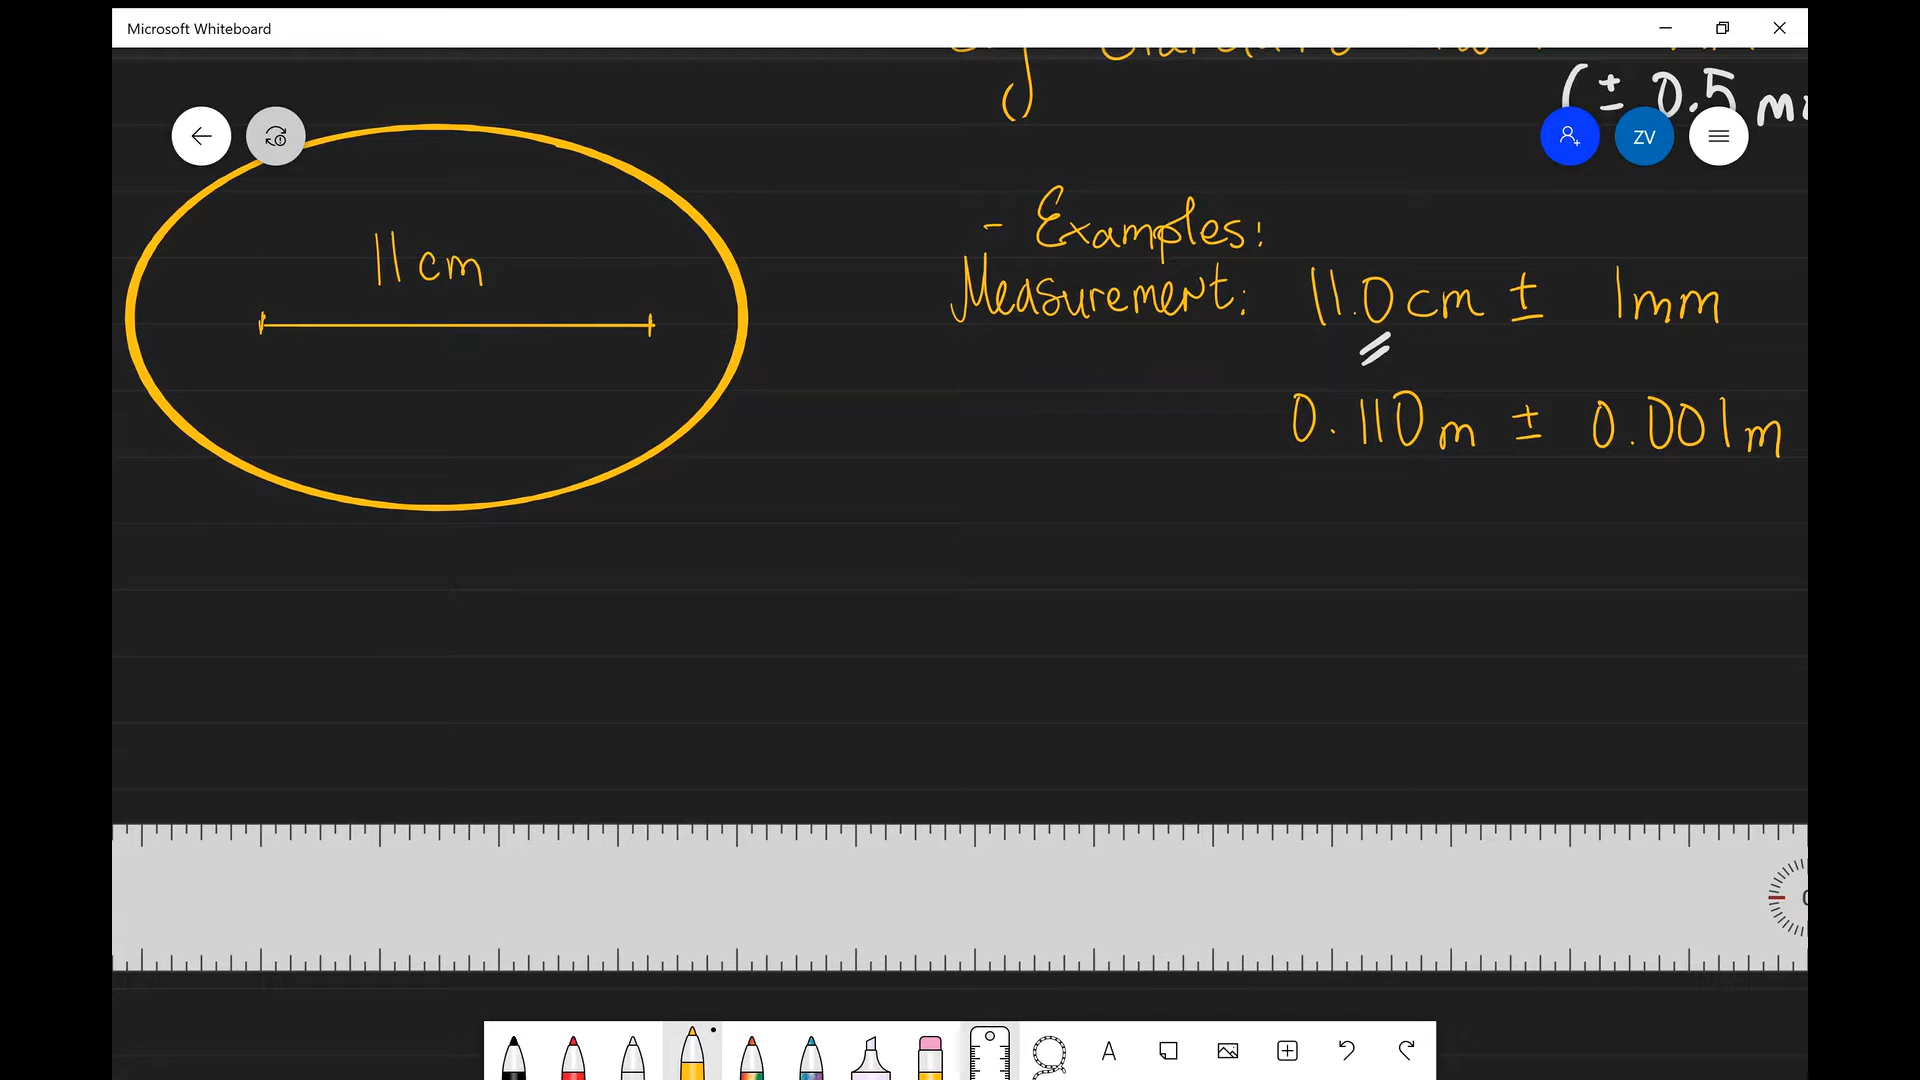 Microsoft Whiteboard
(± 0.5 m
ZV
11 cm
- Examples:
Measurement: 11.0 cm ± 1mm
0.110 m ± 0.001 m
A